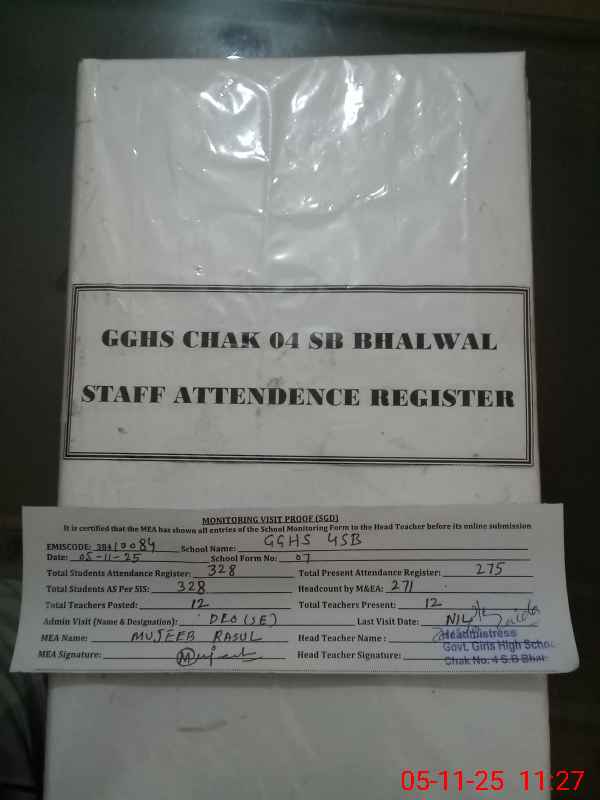 GGHS CHAK 04 SB BHALWAL
STAFF ATTENDENCE REGISTER
MONITORING VISIT PROOF (SGD)
It is certified that the MEA has shown all entries of the School Monitoring Form to the Head Teacher before its online submission
EMISCODE: 38410084 School Name: GGHS 4SB
Date: 05-11-25 School Form No: 07
Total Students Attendance Register: 328 Total Present Attendance Register: 275
Total Students AS Per SIS: 328 Headcount by M&EA: 271
Total Teachers Posted: 12 Total Teachers Present: 12
Admin Visit (Name & Designation): DEO (SE) Last Visit Date: NIL
MEA Name: MUJEEB RASUL Head Teacher Name:
Headmistress
MEA Signature: Head Teacher Signature:
Govt. Girls High School
Chak No. 4 S.B Bhal
05-11-25 11:27